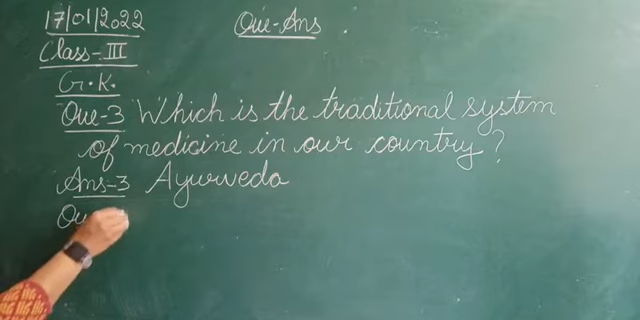 17/01/2022
Que-Ans
Class-III
G.K.
Que-3 Which is the traditional system
of medicine in our country?
Ans-3 Ayurveda
Qu